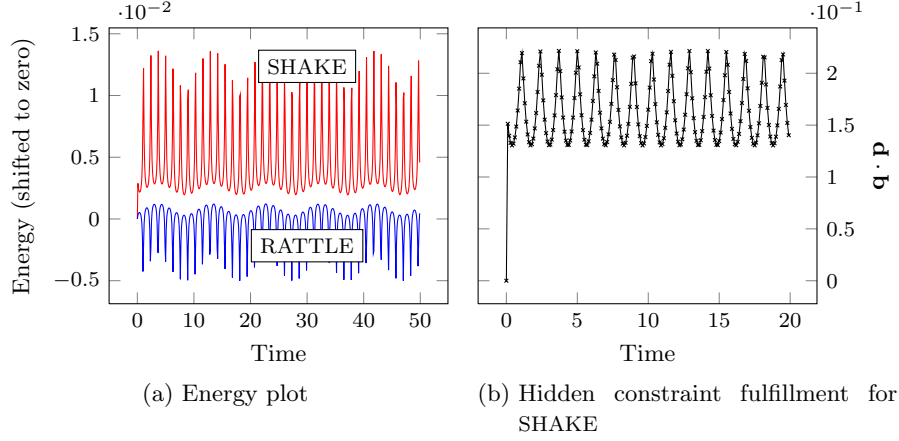 ·10⁻²
1.5
1
0.5
0
−0.5
Energy (shifted to zero)
SHAKE
RATTLE
0 10 20 30 40 50
Time
(a) Energy plot
·10⁻¹
2
1.5
1
0.5
0
q · p
0 5 10 15 20
Time
(b) Hidden constraint fulfillment for
SHAKE